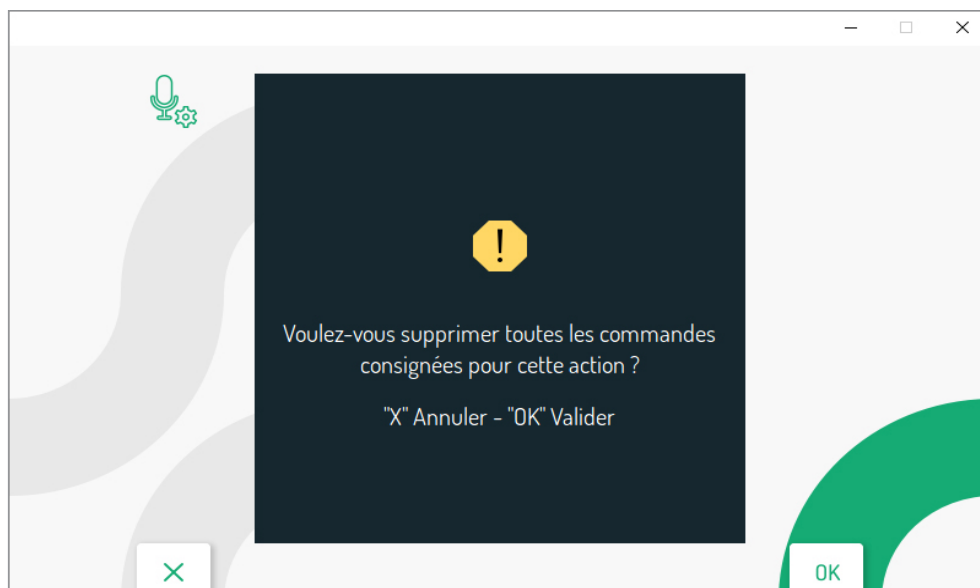 !
Voulez-vous supprimer toutes les commandes
consignées pour cette action ?
"X" Annuler - "OK" Valider
OK